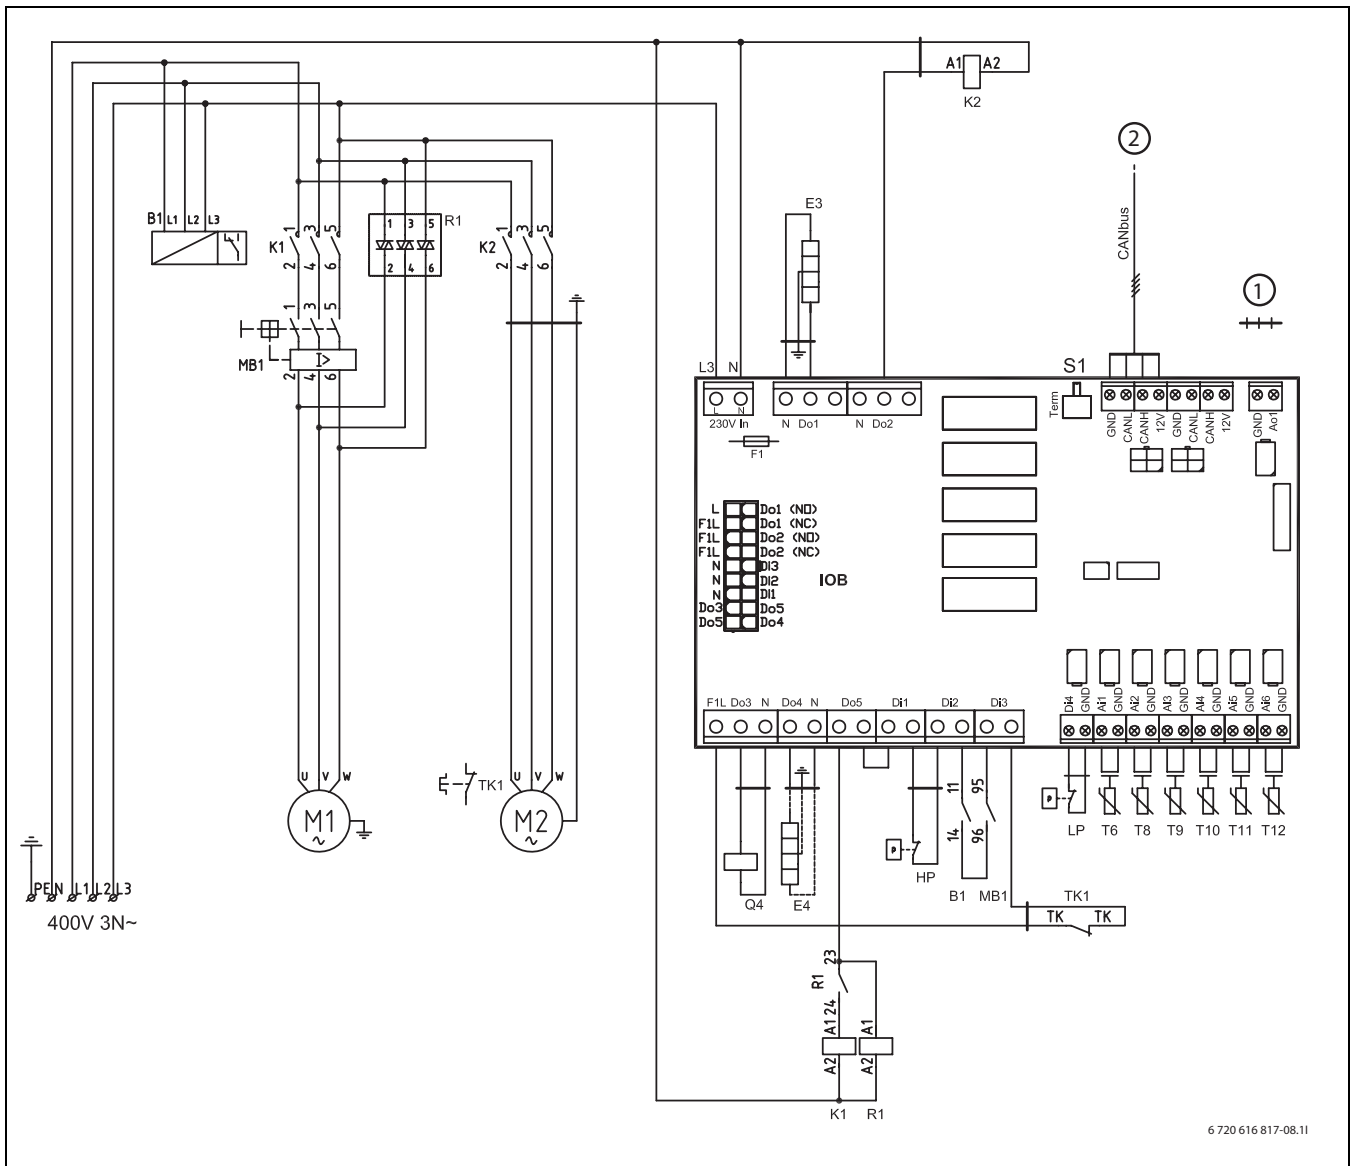 A1 A2
K2
2
CANbus
1
B1 L1 L2 L3
K1
1 3 5
2 4 6
1 3 5
R1
2 4 6
K2
1 3 5
2 4 6
E3
1 3 5
MB1
I>
2 4 6
L3 N
S1
L N
230V In
N Do1
N Do2
F1
Term
GND
CANL
CANH
12V
GND
CANL
CANH
12V
GND
Ao1
L Do1 (NO)
F1L Do1 (NC)
F1L Do2 (NO)
F1L Do2 (NC)
N DI3
N DI2
N DI1
Do3 Do5
Do5 Do4
IOB
F1L Do3 N Do4 N Do5 Di1 Di2 Di3
Di4
GND
Ai1
GND
Ai2
GND
Ai3
GND
Ai4
GND
Ai5
GND
Ai6
GND
U V W
M1
~
TK1
U V W
M2
~
11
14
95
96
P
HP
P
LP T6 T8 T9 T10 T11 T12
Q4 E4
B1 MB1
TK1
TK TK
PE N L1 L2 L3
400V 3N~
R1
23
24
A1
A2
A1
A2
K1 R1
6 720 616 817-08.1I